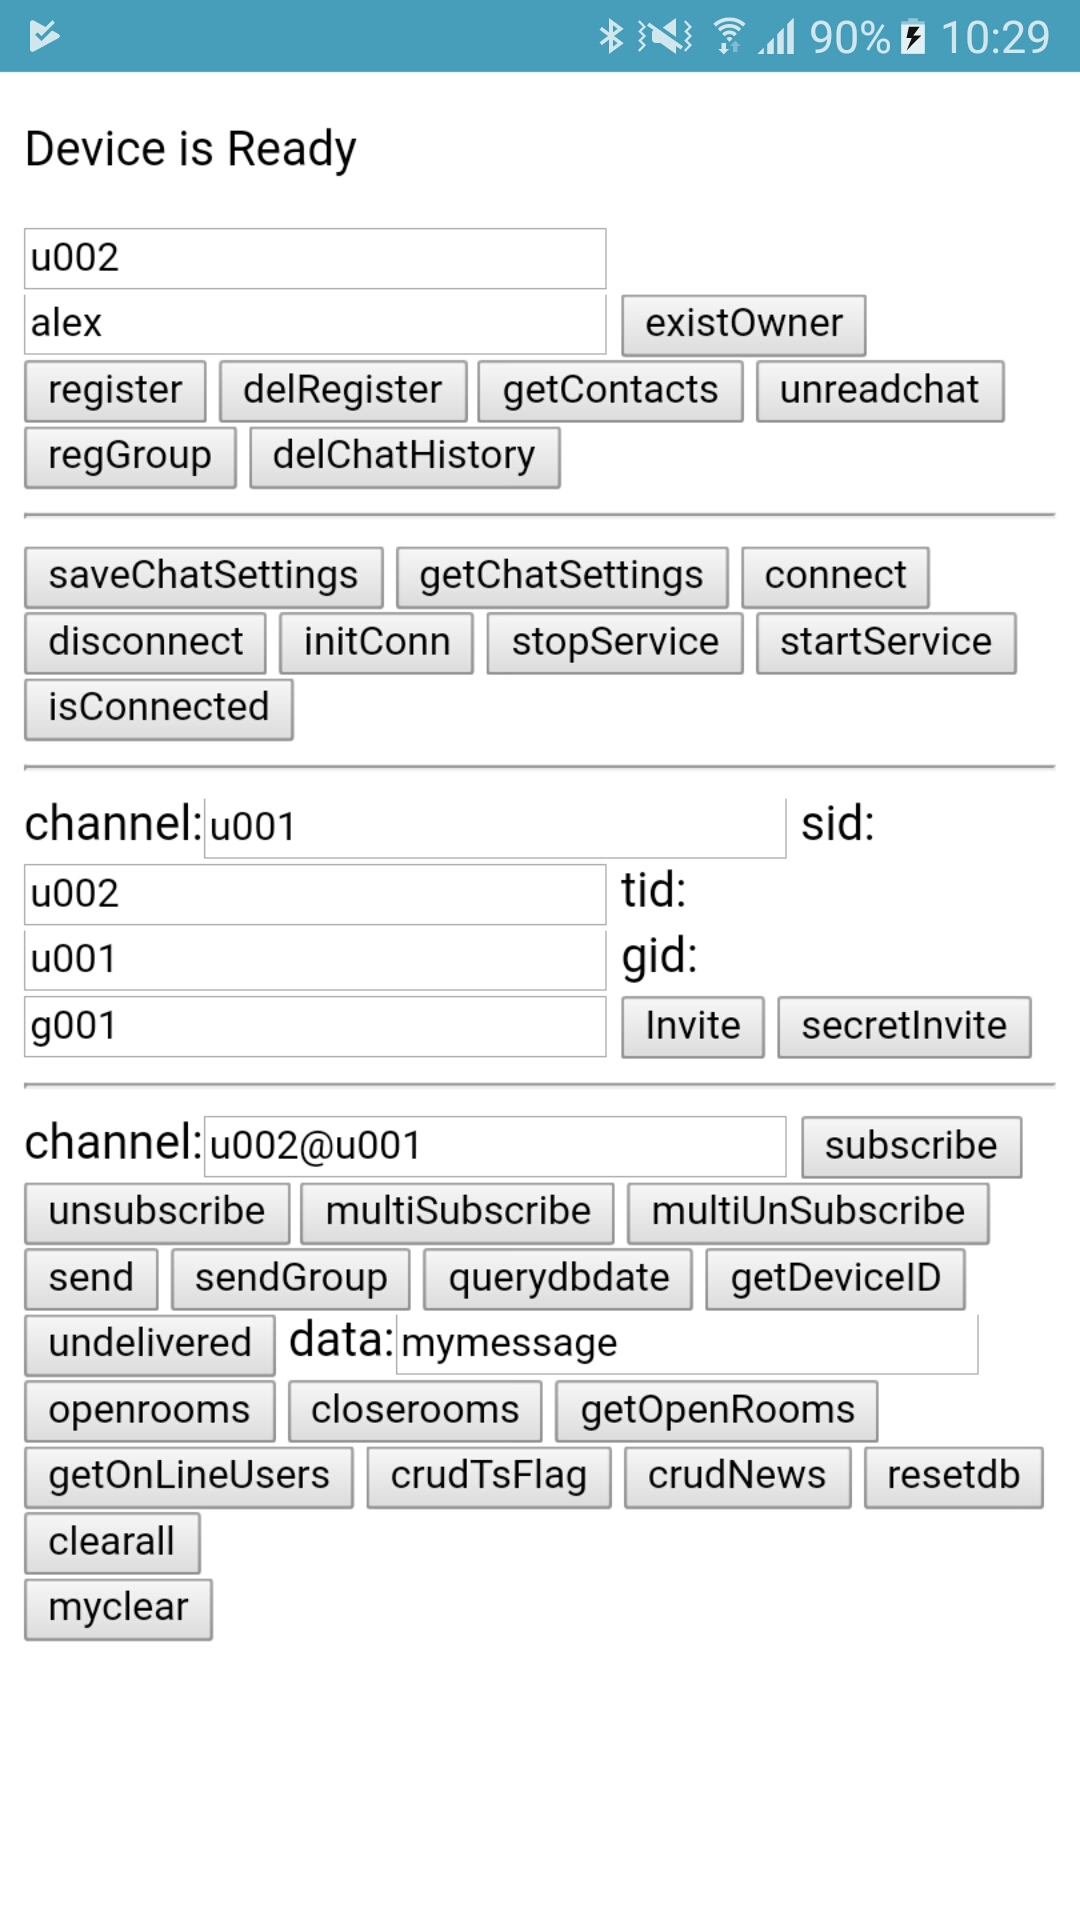 90% 10:29
Device is Ready
u002
alex existOwner
register delRegister getContacts unreadchat
regGroup delChatHistory
saveChatSettings getChatSettings connect
disconnect initConn stopService startService
isConnected
channel: u001 sid:
u002 tid:
u001 gid:
g001 Invite secretInvite
channel: u002@u001 subscribe
unsubscribe multiSubscribe multiUnSubscribe
send sendGroup querydbdate getDeviceID
undelivered data: mymessage
openrooms closerooms getOpenRooms
getOnLineUsers crudTsFlag crudNews resetdb
clearall
myclear